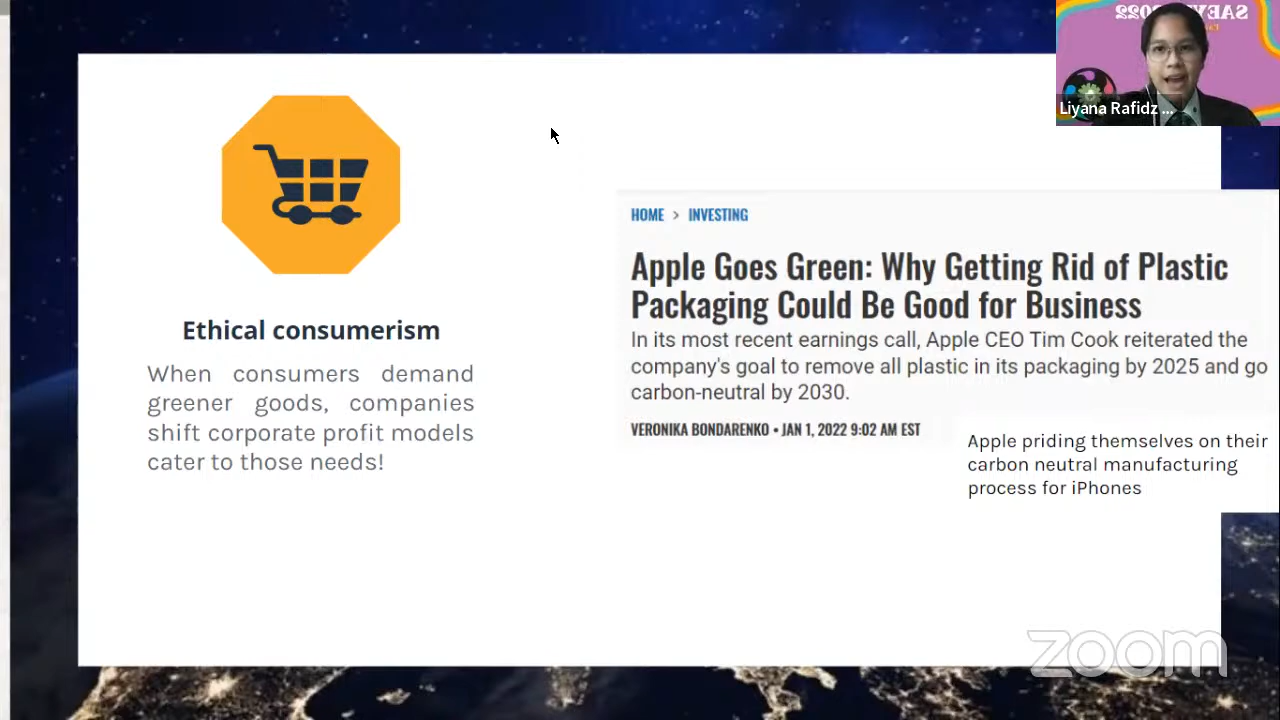 Ethical consumerism
When consumers demand
greener goods, companies
shift corporate profit models
cater to those needs!
HOME > INVESTING
Apple Goes Green: Why Getting Rid of Plastic
Packaging Could Be Good for Business
In its most recent earnings call, Apple CEO Tim Cook reiterated the
company's goal to remove all plastic in its packaging by 2025 and go
carbon-neutral by 2030.
VERONIKA BONDARENKO • JAN 1, 2022 9:02 AM EST
Apple priding themselves on their
carbon neutral manufacturing
process for iPhones
2022
Liyana Rafidz ...
zoom